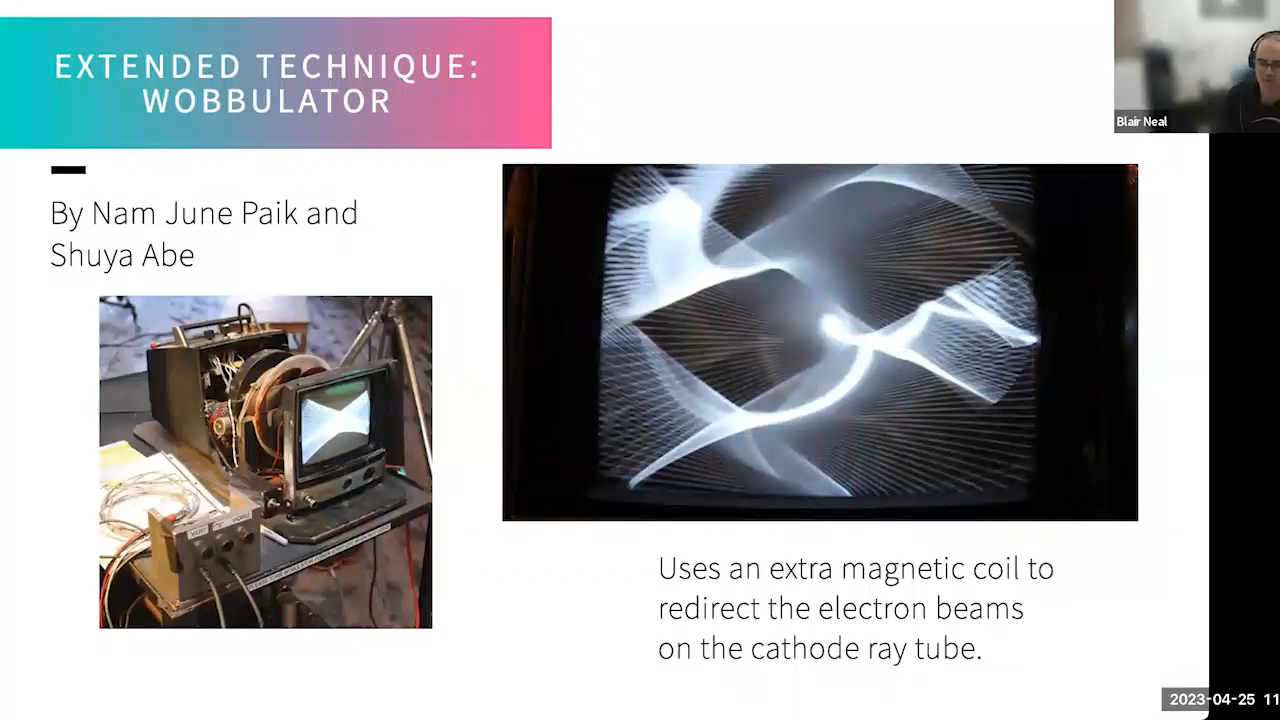 EXTENDED TECHNIQUE:
WOBBULATOR
Blair Neal
By Nam June Paik and
Shuya Abe
Uses an extra magnetic coil to
redirect the electron beams
on the cathode ray tube.
2023-04-25 11